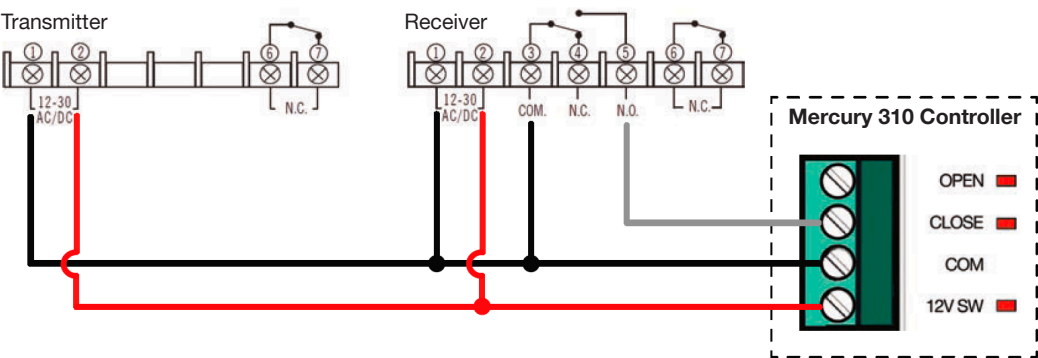 Transmitter
Receiver
1 2 6 7
1 2 3 4 5 6 7
12-30
AC/DC
N.C.
12-30
AC/DC
COM.
N.C.
N.O.
N.C.
Mercury 310 Controller
OPEN
CLOSE
COM
12V SW